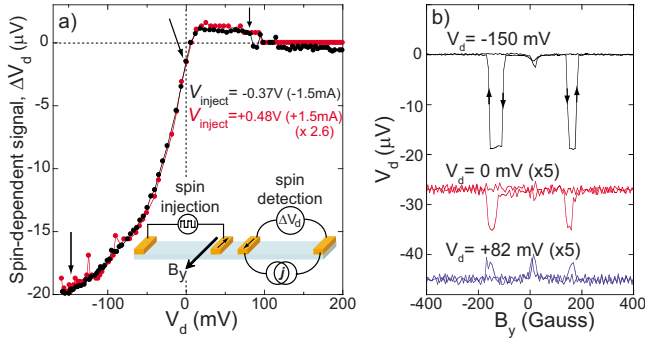 a)
Spin-dependent signal, ΔV_d (μV)
0
-5
-10
-15
-20
V_inject = -0.37V (-1.5mA)
V_inject=+0.48V (+1.5mA)
(x 2.6)
spin
injection
spin
detection
ΔV_d
B_y
j
-100
0
100
200
V_d (mV)
b)
V_d (μV)
0
-10
-20
-30
-40
V_d= -150 mV
V_d= 0 mV (x5)
V_d= +82 mV (x5)
-400
-200
0
200
400
B_y (Gauss)